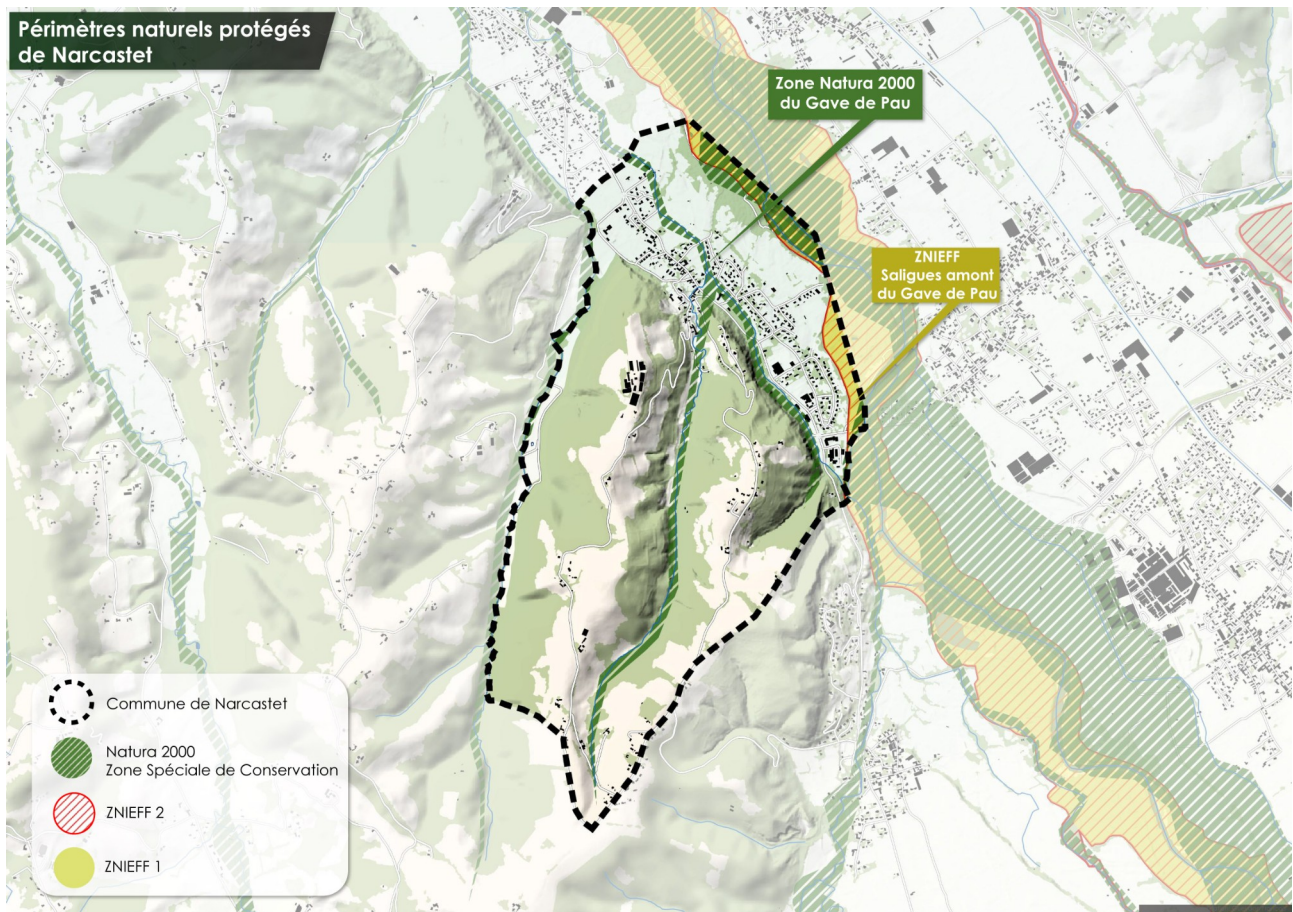 Périmètres naturels protégés
de Narcastet
Zone Natura 2000
du Gave de Pau
ZNIEFF
Saligues amont
du Gave de Pau
Commune de Narcastet
Natura 2000
Zone Spéciale de Conservation
ZNIEFF 2
ZNIEFF 1